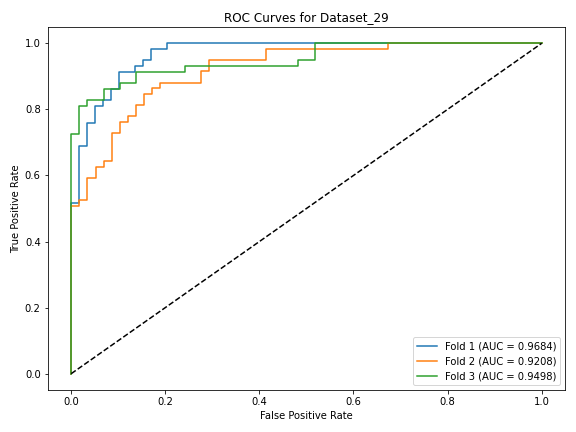 ROC Curves for Dataset_29
True Positive Rate
1.0
0.8
0.6
0.4
0.2
0.0
0.0 0.2 0.4 0.6 0.8 1.0
False Positive Rate
Fold 1 (AUC = 0.9684)
Fold 2 (AUC = 0.9208)
Fold 3 (AUC = 0.9498)